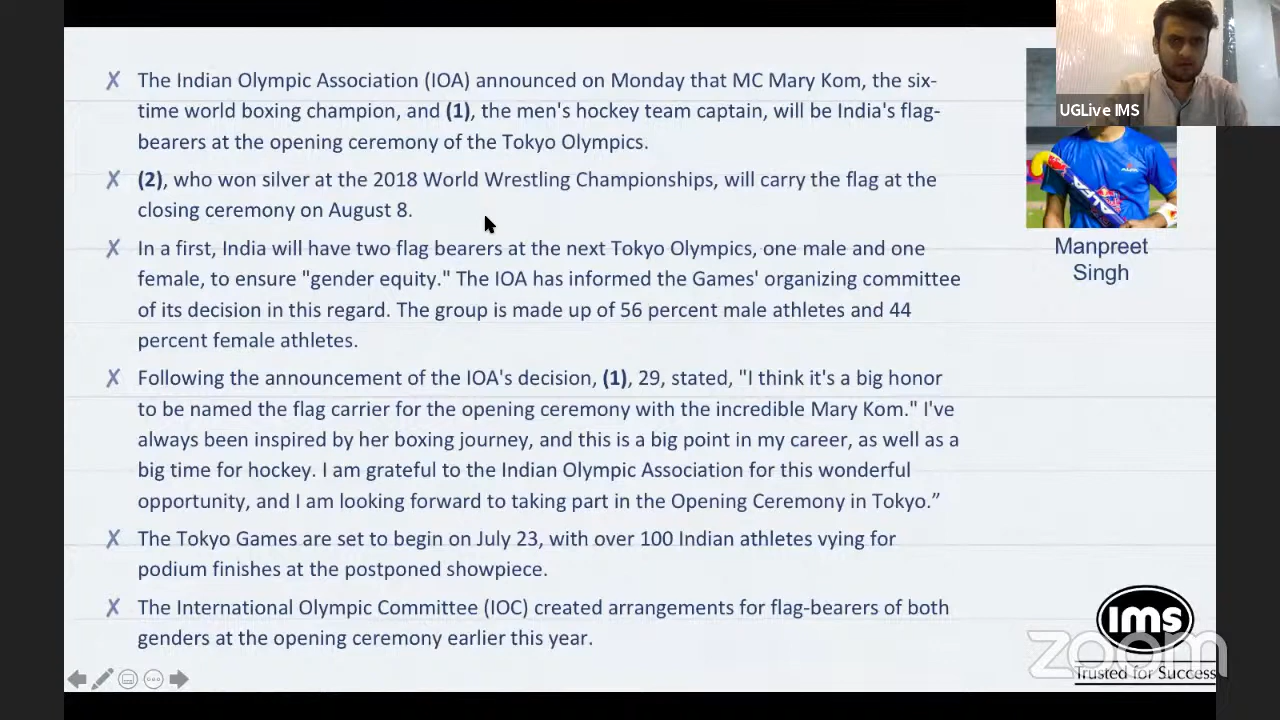 UGLive IMS
✗ The Indian Olympic Association (IOA) announced on Monday that MC Mary Kom, the six-
time world boxing champion, and (1), the men's hockey team captain, will be India's flag-
bearers at the opening ceremony of the Tokyo Olympics.
✗ (2), who won silver at the 2018 World Wrestling Championships, will carry the flag at the
closing ceremony on August 8.
✗ In a first, India will have two flag bearers at the next Tokyo Olympics, one male and one
female, to ensure "gender equity." The IOA has informed the Games' organizing committee
of its decision in this regard. The group is made up of 56 percent male athletes and 44
percent female athletes.
✗ Following the announcement of the IOA's decision, (1), 29, stated, "I think it's a big honor
to be named the flag carrier for the opening ceremony with the incredible Mary Kom." I've
always been inspired by her boxing journey, and this is a big point in my career, as well as a
big time for hockey. I am grateful to the Indian Olympic Association for this wonderful
opportunity, and I am looking forward to taking part in the Opening Ceremony in Tokyo.”
✗ The Tokyo Games are set to begin on July 23, with over 100 Indian athletes vying for
podium finishes at the postponed showpiece.
✗ The International Olympic Committee (IOC) created arrangements for flag-bearers of both
genders at the opening ceremony earlier this year.
Manpreet
Singh
ims
zoom
Trusted for Success